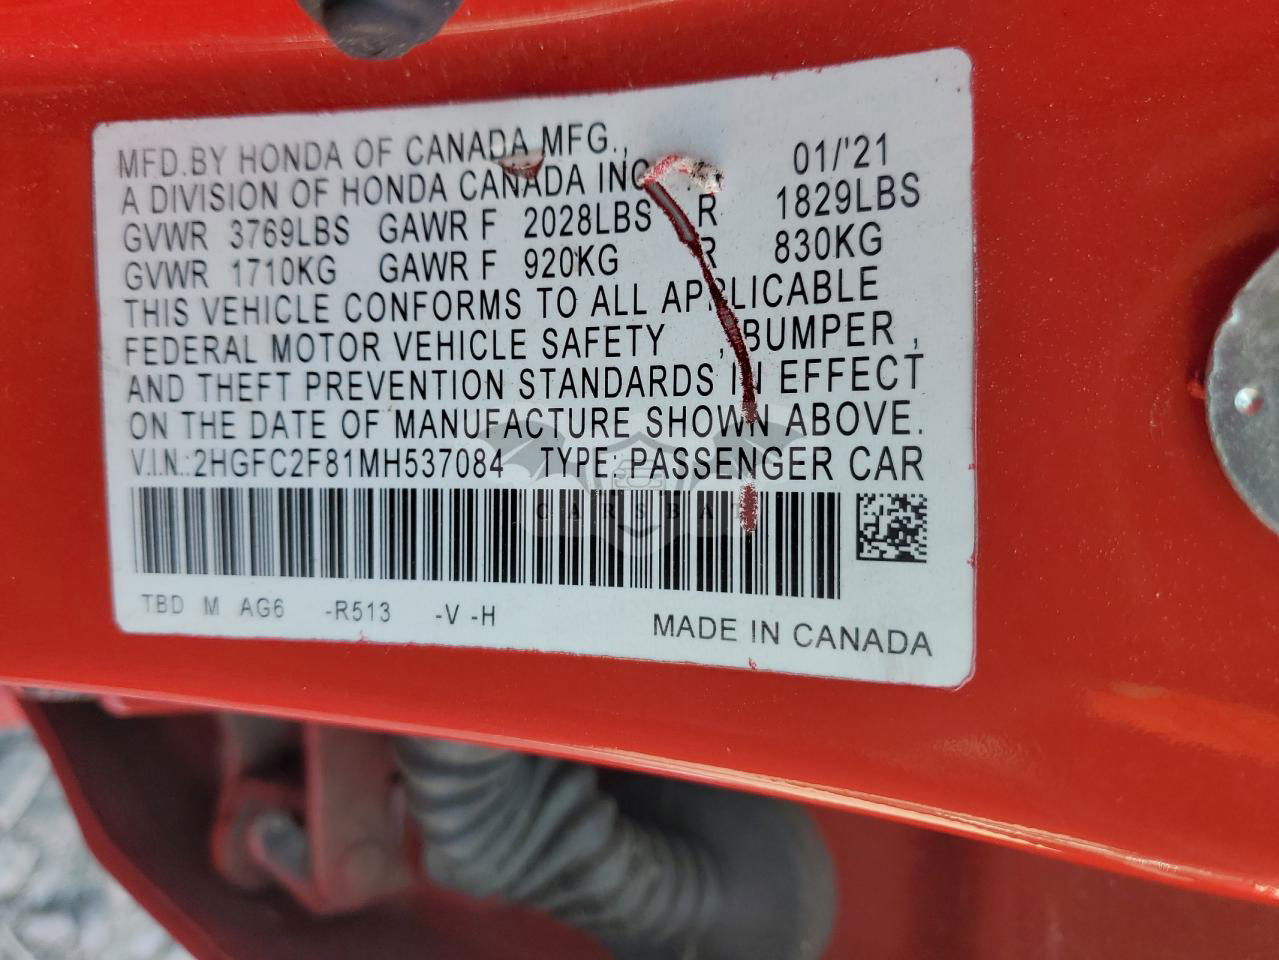 MFD.BY HONDA OF CANADA MFG.,
A DIVISION OF HONDA CANADA INC 01/'21
GVWR 3769LBS GAWR F 2028LBS R 1829LBS
GVWR 1710KG GAWR F 920KG R 830KG
THIS VEHICLE CONFORMS TO ALL APPLICABLE
FEDERAL MOTOR VEHICLE SAFETY , BUMPER ,
AND THEFT PREVENTION STANDARDS IN EFFECT
ON THE DATE OF MANUFACTURE SHOWN ABOVE.
V.I.N.: 2HGFC2F81MH537084 TYPE: PASSENGER CAR
TBD M AG6 -R513 -V -H
MADE IN CANADA